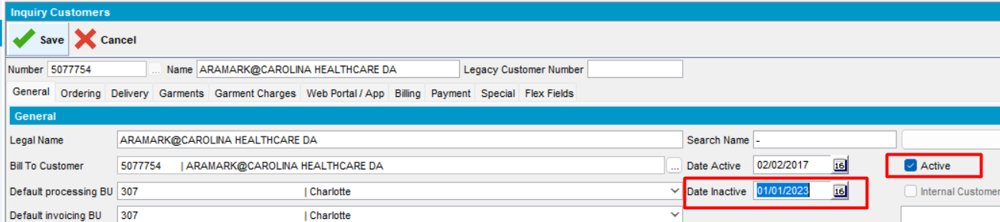 Inquiry Customers
Save Cancel
Number 5077754 ... Name ARAMARK@CAROLINA HEALTHCARE DA Legacy Customer Number
General Ordering Delivery Garments Garment Charges Web Portal / App Billing Payment Special Flex Fields
General
Legal Name ARAMARK@CAROLINA HEALTHCARE DA Search Name -
Bill To Customer 5077754 | ARAMARK@CAROLINA HEALTHCARE DA ... Date Active 02/02/2017 16 Active
Default processing BU 307 | Charlotte Date Inactive 01/01/2023 16 Internal Customer
Default invoicing BU 307 | Charlotte